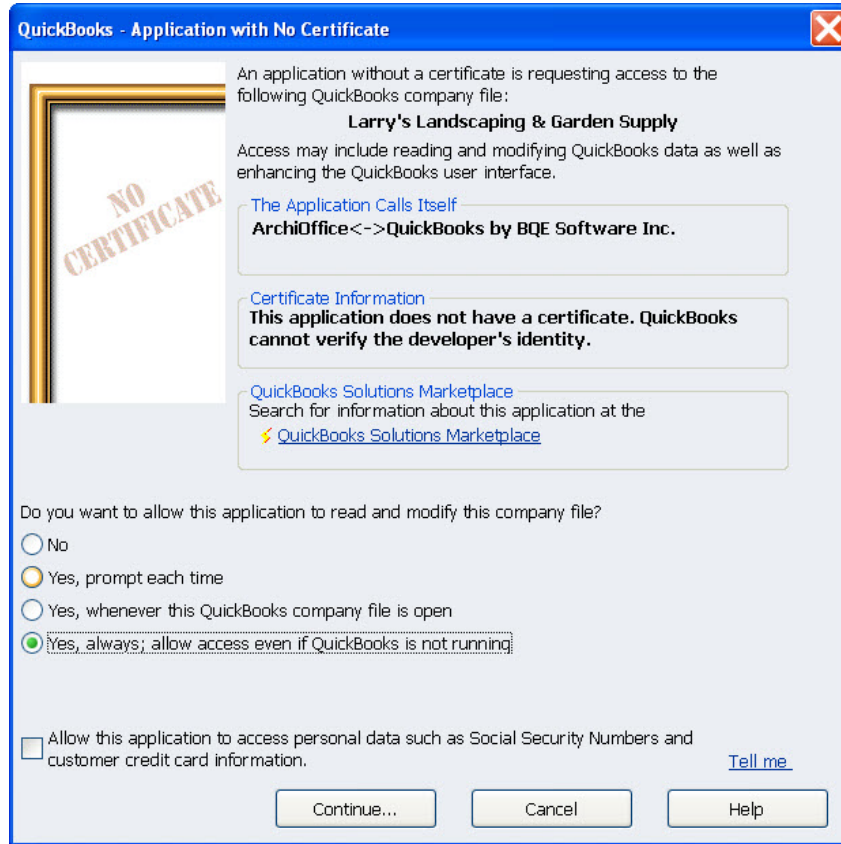 QuickBooks - Application with No Certificate
An application without a certificate is requesting access to the
following QuickBooks company file:
Larry's Landscaping & Garden Supply
Access may include reading and modifying QuickBooks data as well as
enhancing the QuickBooks user interface.
NO
CERTIFICATE
The Application Calls Itself
ArchiOffice<->QuickBooks by BQE Software Inc.
Certificate Information
This application does not have a certificate. QuickBooks
cannot verify the developer's identity.
QuickBooks Solutions Marketplace
Search for information about this application at the
QuickBooks Solutions Marketplace
Do you want to allow this application to read and modify this company file?
No
Yes, prompt each time
Yes, whenever this QuickBooks company file is open
Yes, always; allow access even if QuickBooks is not running
Allow this application to access personal data such as Social Security Numbers and
customer credit card information.
Tell me
Continue...
Cancel
Help